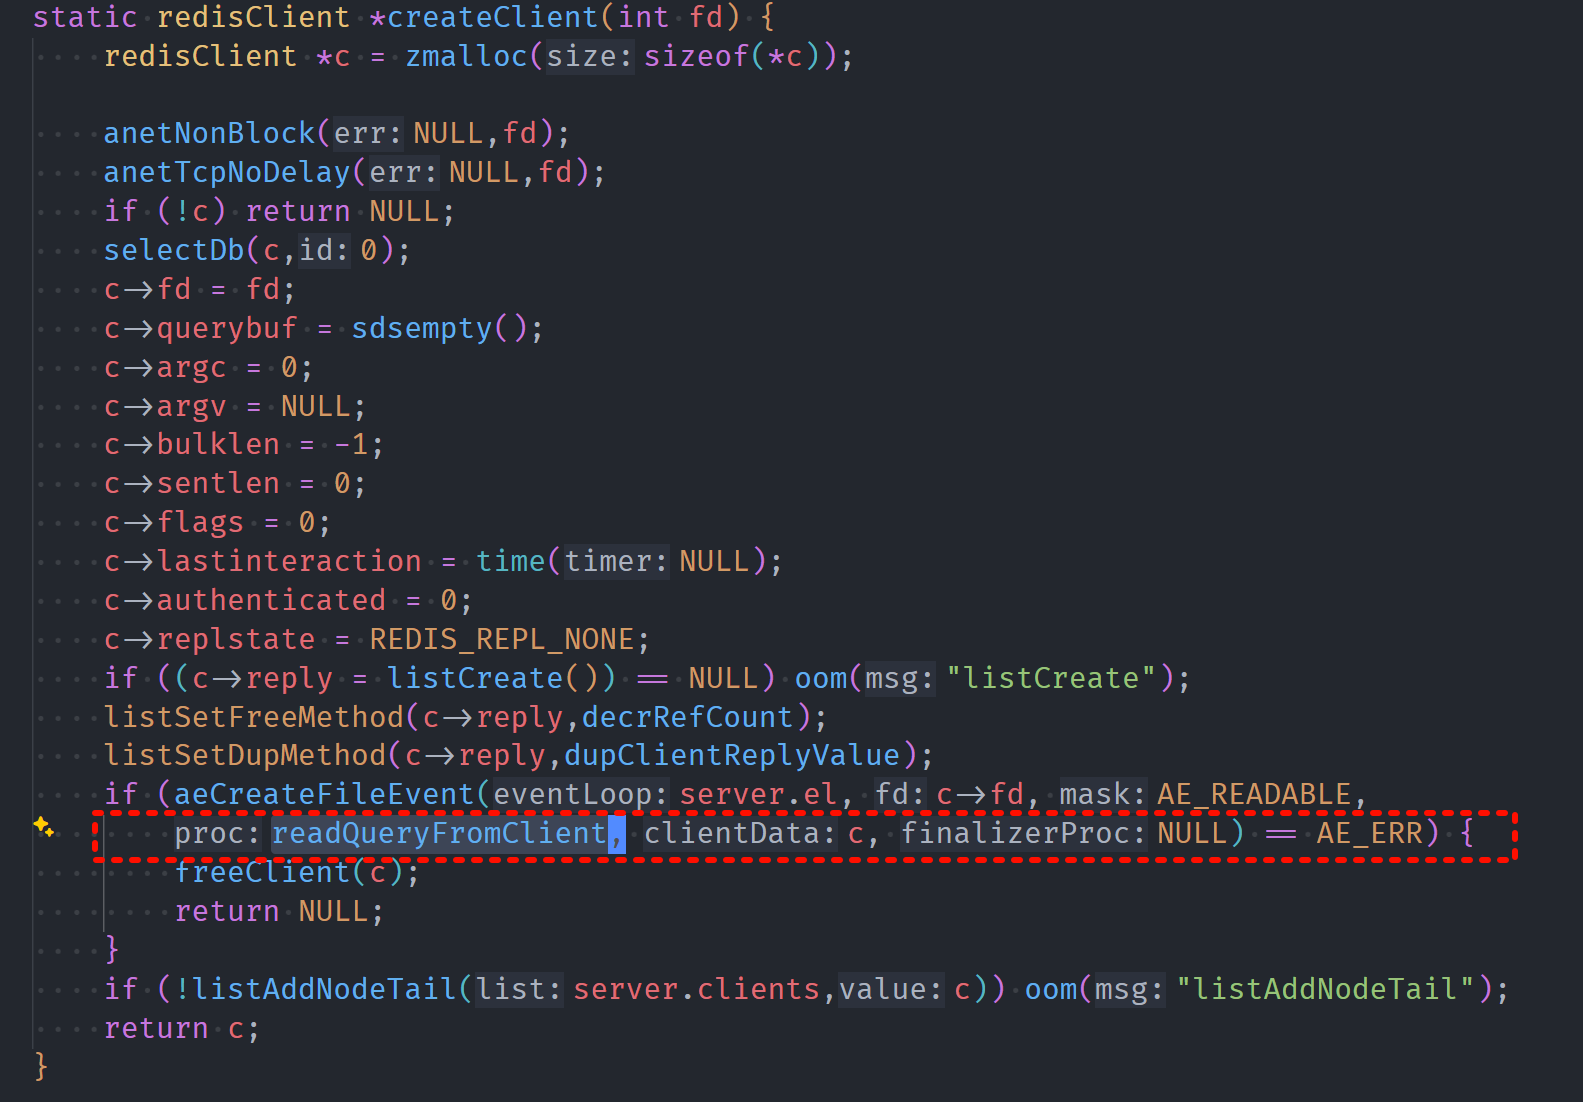 static redisClient *createClient(int fd) {
    redisClient *c = zmalloc(size: sizeof(*c));

    anetNonBlock(err: NULL,fd);
    anetTcpNoDelay(err: NULL,fd);
    if (!c) return NULL;
    selectDb(c,id: 0);
    c->fd = fd;
    c->querybuf = sdsempty();
    c->argc = 0;
    c->argv = NULL;
    c->bulklen = -1;
    c->sentlen = 0;
    c->flags = 0;
    c->lastinteraction = time(timer: NULL);
    c->authenticated = 0;
    c->replstate = REDIS_REPL_NONE;
    if ((c->reply = listCreate()) == NULL) oom(msg: "listCreate");
    listSetFreeMethod(c->reply,decrRefCount);
    listSetDupMethod(c->reply,dupClientReplyValue);
    if (aeCreateFileEvent(eventLoop: server.el, fd: c->fd, mask: AE_READABLE,
        proc: readQueryFromClient, clientData: c, finalizerProc: NULL) == AE_ERR) {
        freeClient(c);
        return NULL;
    }
    if (!listAddNodeTail(list: server.clients,value: c)) oom(msg: "listAddNodeTail");
    return c;
}